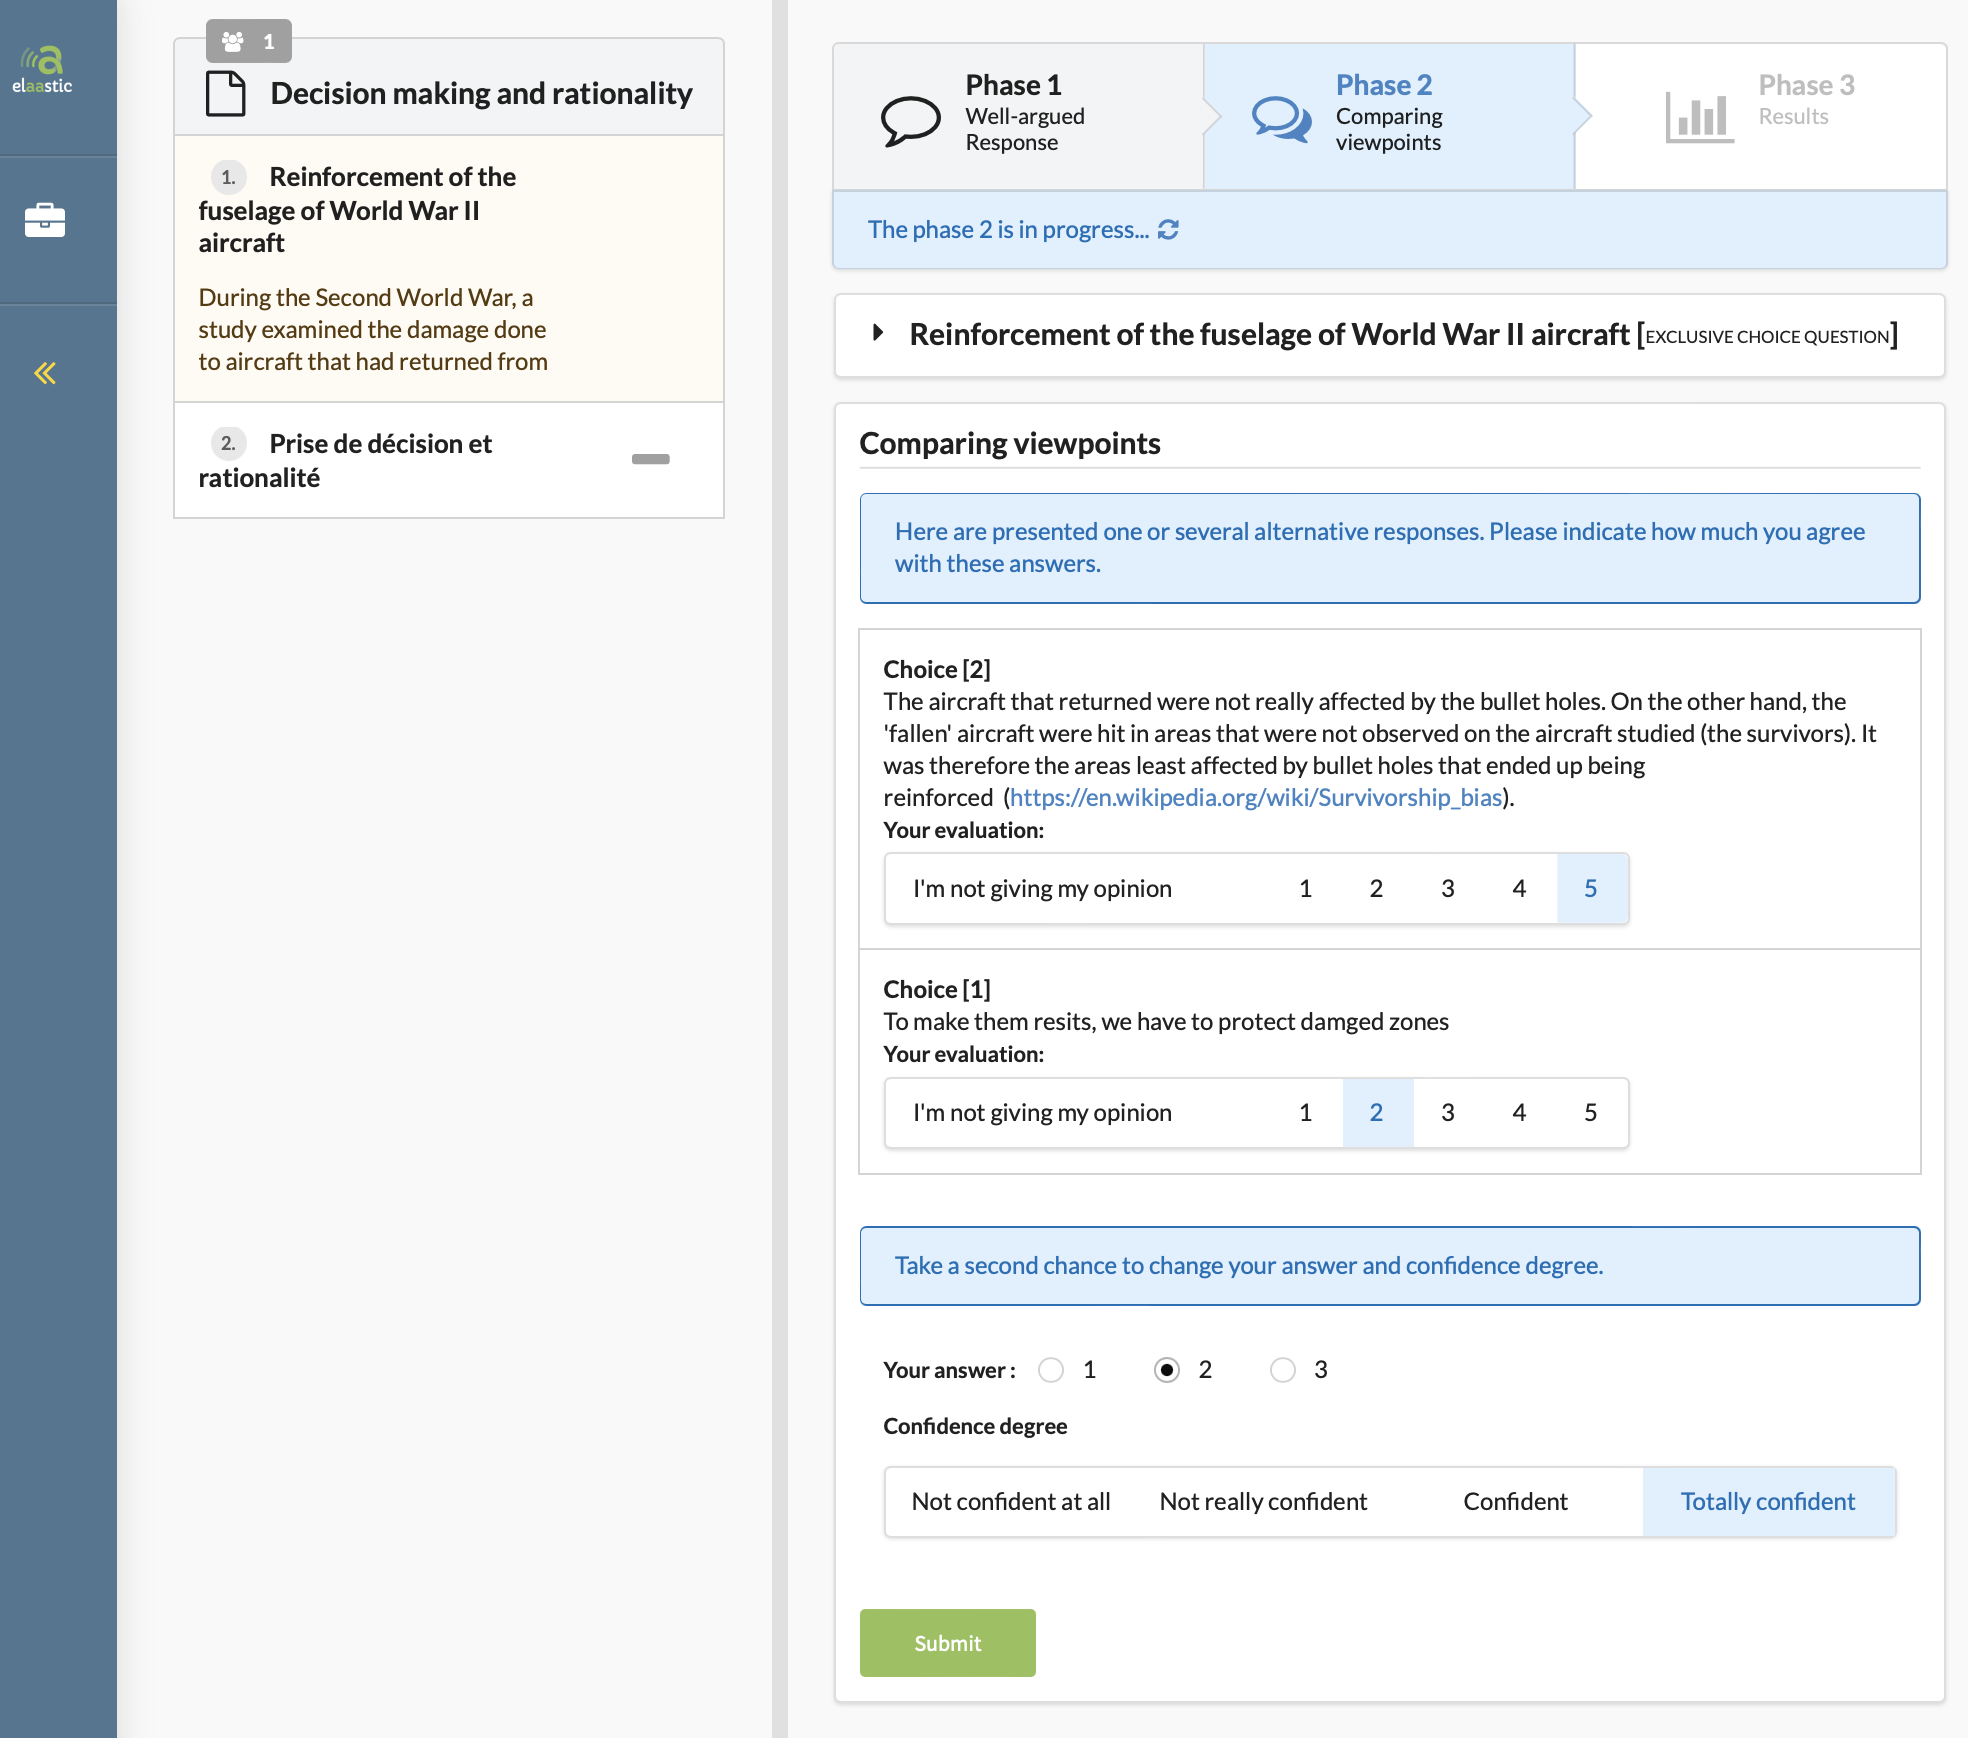 elaastic
1
Decision making and rationality
1. Reinforcement of the
fuselage of World War II
aircraft
During the Second World War, a
study examined the damage done
to aircraft that had returned from
2. Prise de décision et
rationalité
Phase 1
Well-argued
Response
Phase 2
Comparing
viewpoints
Phase 3
Results
The phase 2 is in progress...
Reinforcement of the fuselage of World War II aircraft [EXCLUSIVE CHOICE QUESTION]
Comparing viewpoints
Here are presented one or several alternative responses. Please indicate how much you agree
with these answers.
Choice [2]
The aircraft that returned were not really affected by the bullet holes. On the other hand, the
'fallen' aircraft were hit in areas that were not observed on the aircraft studied (the survivors). It
was therefore the areas least affected by bullet holes that ended up being
reinforced (https://en.wikipedia.org/wiki/Survivorship_bias).
Your evaluation:
I'm not giving my opinion 1 2 3 4 5
Choice [1]
To make them resits, we have to protect damged zones
Your evaluation:
I'm not giving my opinion 1 2 3 4 5
Take a second chance to change your answer and confidence degree.
Your answer : 1 2 3
Confidence degree
Not confident at all Not really confident Confident Totally confident
Submit